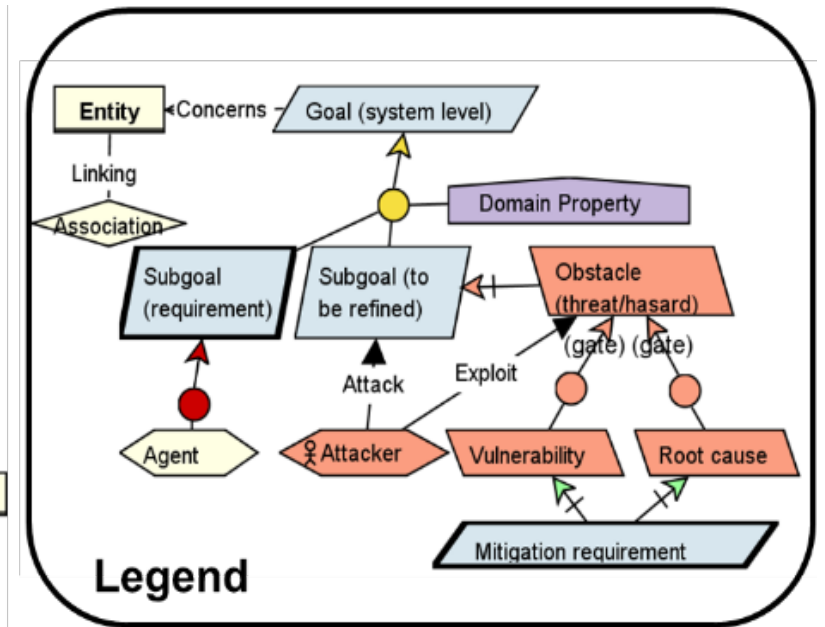 Entity
Concerns
Goal (system level)
Linking
Association
Domain Property
Subgoal
(requirement)
Subgoal (to
be refined)
Obstacle
(threat/hasard)
(gate) (gate)
Attack
Exploit
Agent
Attacker
Vulnerability
Root cause
Mitigation requirement
Legend